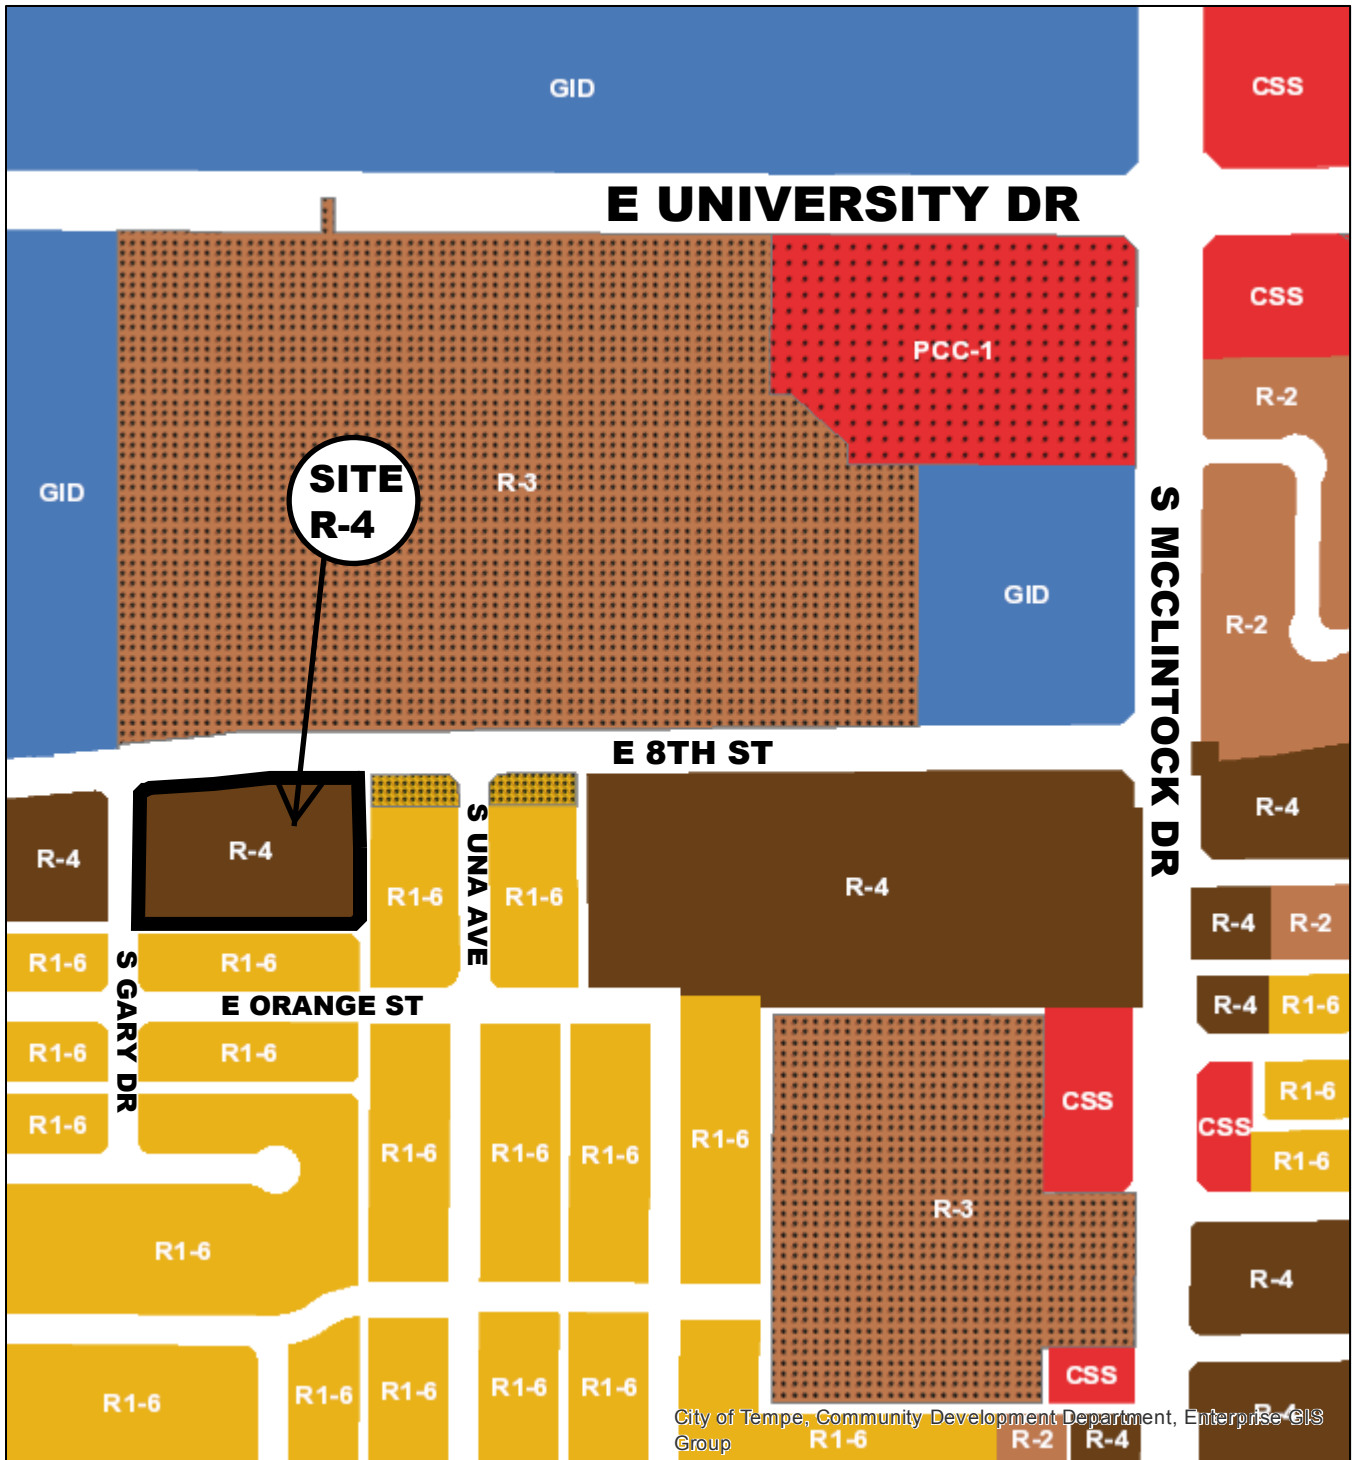 GID
CSS
E UNIVERSITY DR
CSS
PCC-1
R-2
SITE
R-4
R-3
GID
GID
S MCCLINTOCK DR
R-2
E 8TH ST
R-4
R-4
R-4
R1-6
S UNA AVE
R1-6
R-4
R-4
R-2
R1-6
S GARY DR
R1-6
E ORANGE ST
R-4
R1-6
R1-6
R1-6
R1-6
R1-6
R1-6
R1-6
R1-6
CSS
CSS
R1-6
R1-6
R-3
R1-6
R-4
R1-6
R1-6
R1-6
R1-6
R1-6
CSS
R-4
City of Tempe, Community Development Department, Enterprise GIS
Group
R1-6
R-2
R-4